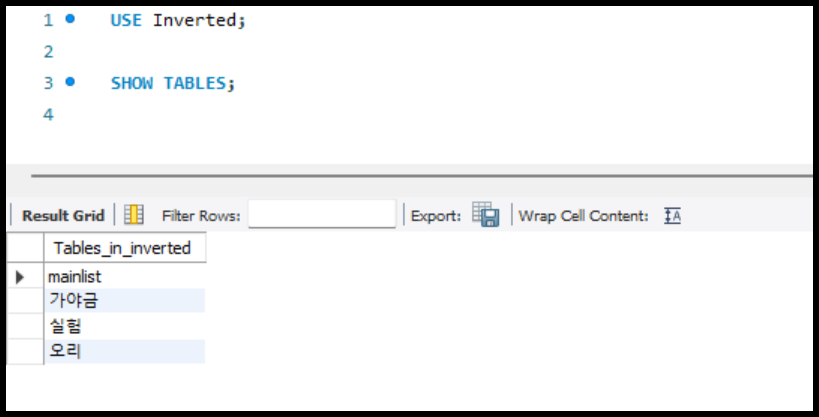 1 USE Inverted;
2
3 SHOW TABLES;
4
Result Grid Filter Rows: Export: Wrap Cell Content: IA
Tables_in_inverted
mainlist
가야금
실험
오리